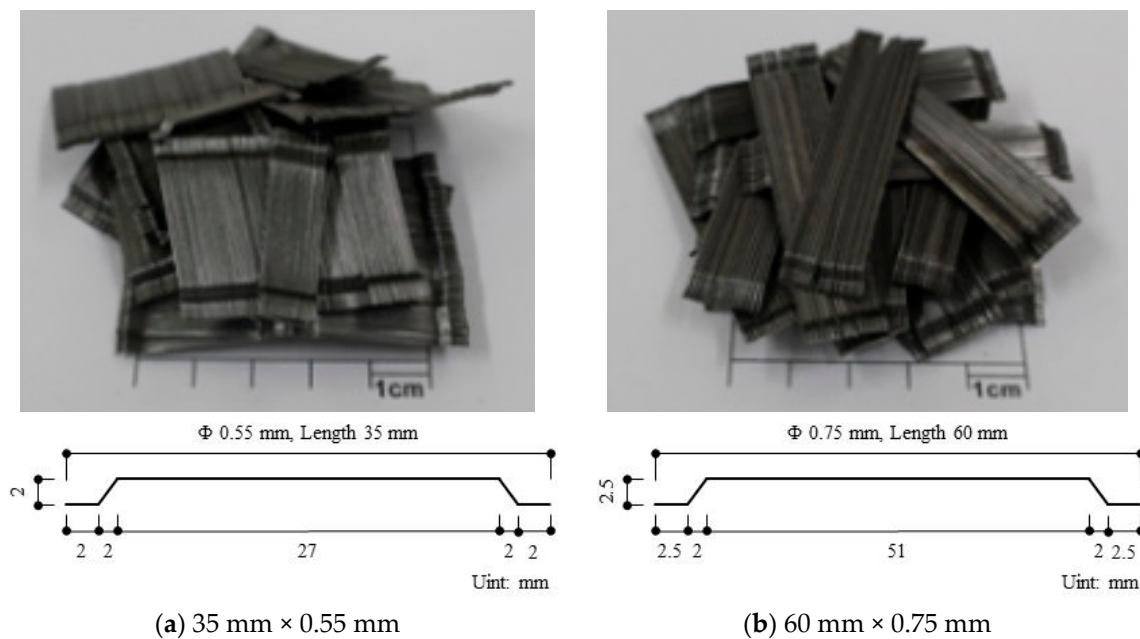 1cm
1cm
Φ 0.55 mm, Length 35 mm
Φ 0.75 mm, Length 60 mm
2
2.5
2 2 27 2 2
2.5 2 51 2 2.5
Uint: mm
Uint: mm
(a) 35 mm × 0.55 mm
(b) 60 mm × 0.75 mm